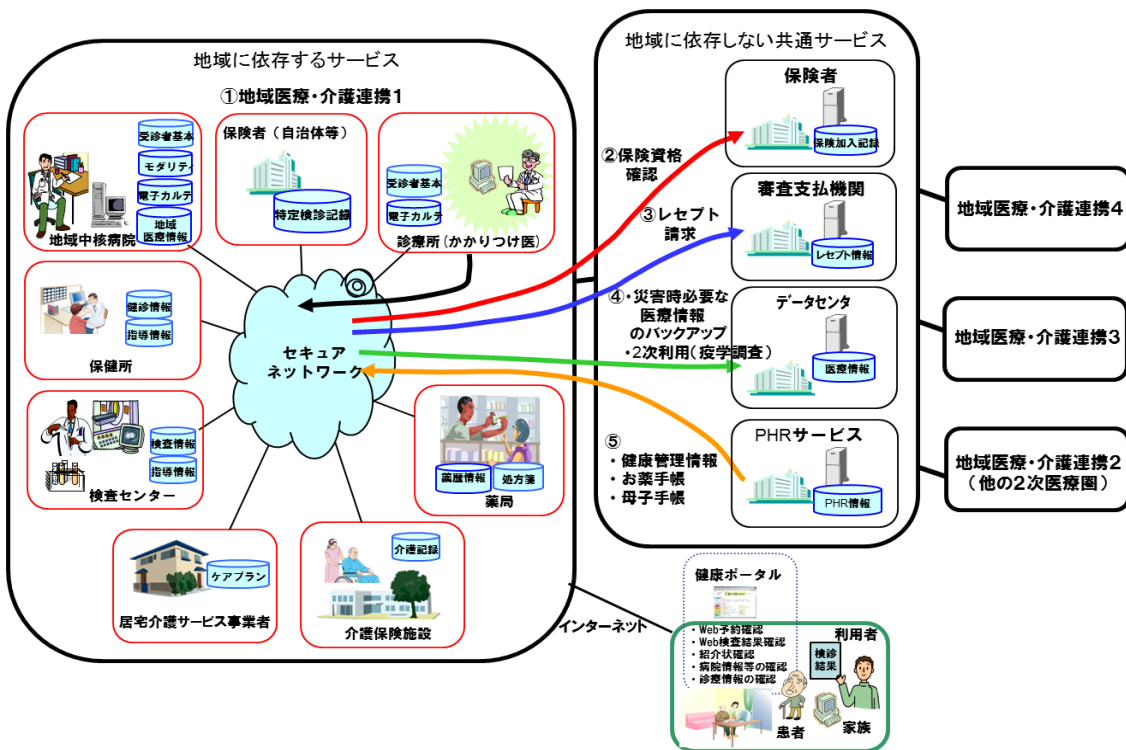 地域に依存するサービス
①地域医療・介護連携1
受診者基本
モダリティ
電子カルテ
地域
医療情報
地域中核病院
保険者(自治体等)
特定検診記録
受診者基本
電子カルテ
診療所(かかりつけ医)
健診情報
指導情報
保健所
セキュア
ネットワーク
検査情報
指導情報
検査センター
薬歴情報
処方箋
薬局
ケアプラン
居宅介護サービス事業者
介護記録
介護保険施設
地域に依存しない共通サービス
保険者
保険加入記録
②保険資格
確認
審査支払機関
レセプト情報
③レセプト
請求
データセンタ
医療情報
④・災害時必要な
医療情報
のバックアップ
・2次利用(疫学調査)
PHRサービス
PHR情報
⑤
・健康管理情報
・お薬手帳
・母子手帳
地域医療・介護連携4
地域医療・介護連携3
地域医療・介護連携2
(他の2次医療圏)
インターネット
健康ポータル
・Web予約確認
・Web検査結果確認
・紹介状確認
・病院情報等の確認
・診療情報の確認
利用者
検診
結果
患者
家族